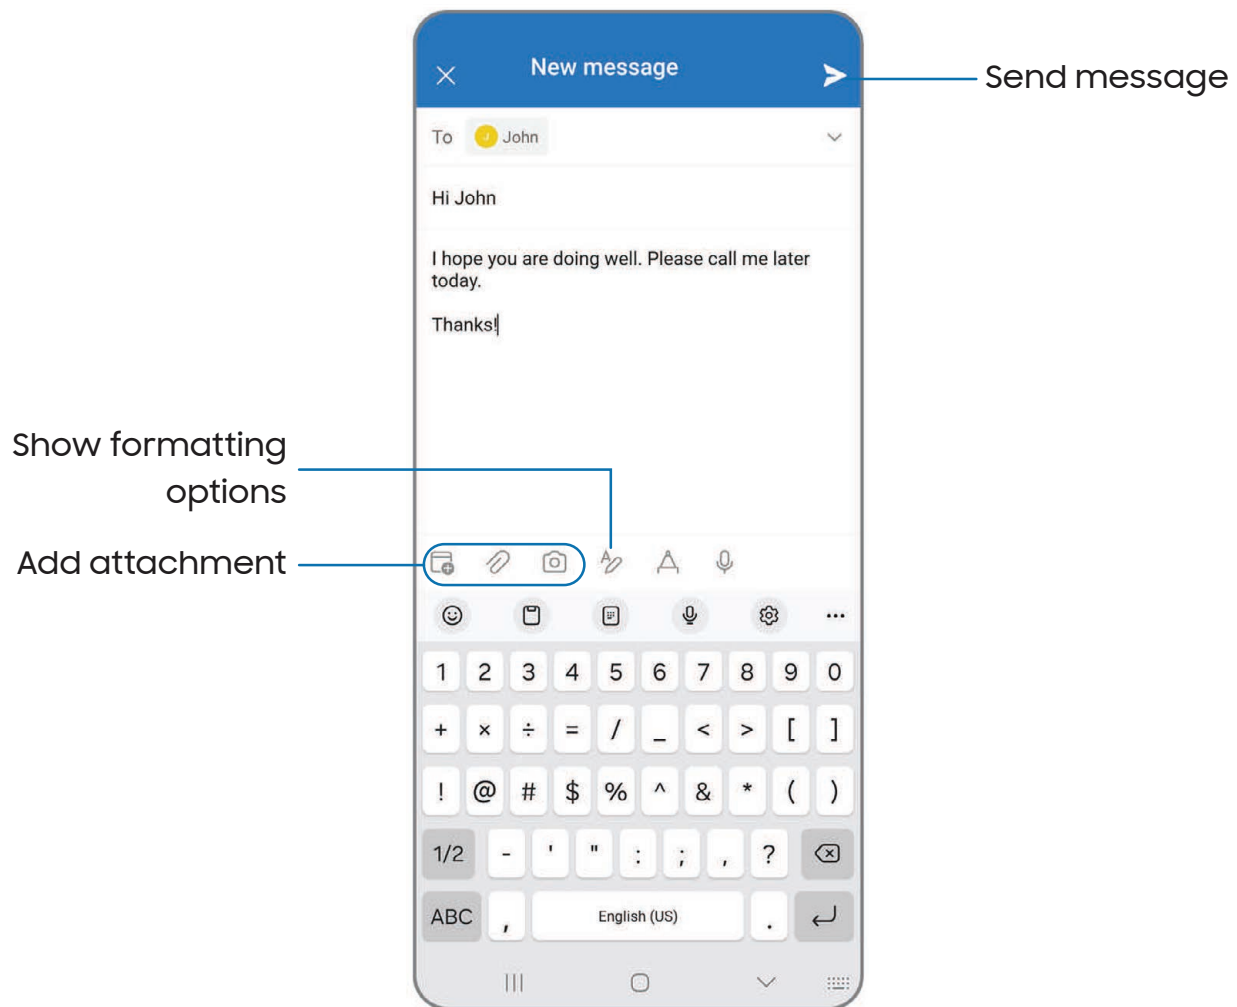 New message
Send message
To J John
Hi John
I hope you are doing well. Please call me later
today.
Thanks!
Show formatting
options
Add attachment
1 2 3 4 5 6 7 8 9 0
+ × ÷ = / _ < > [ ]
! @ # $ % ^ & * ( )
1/2 - ' " : ; , ?
ABC , English (US) .